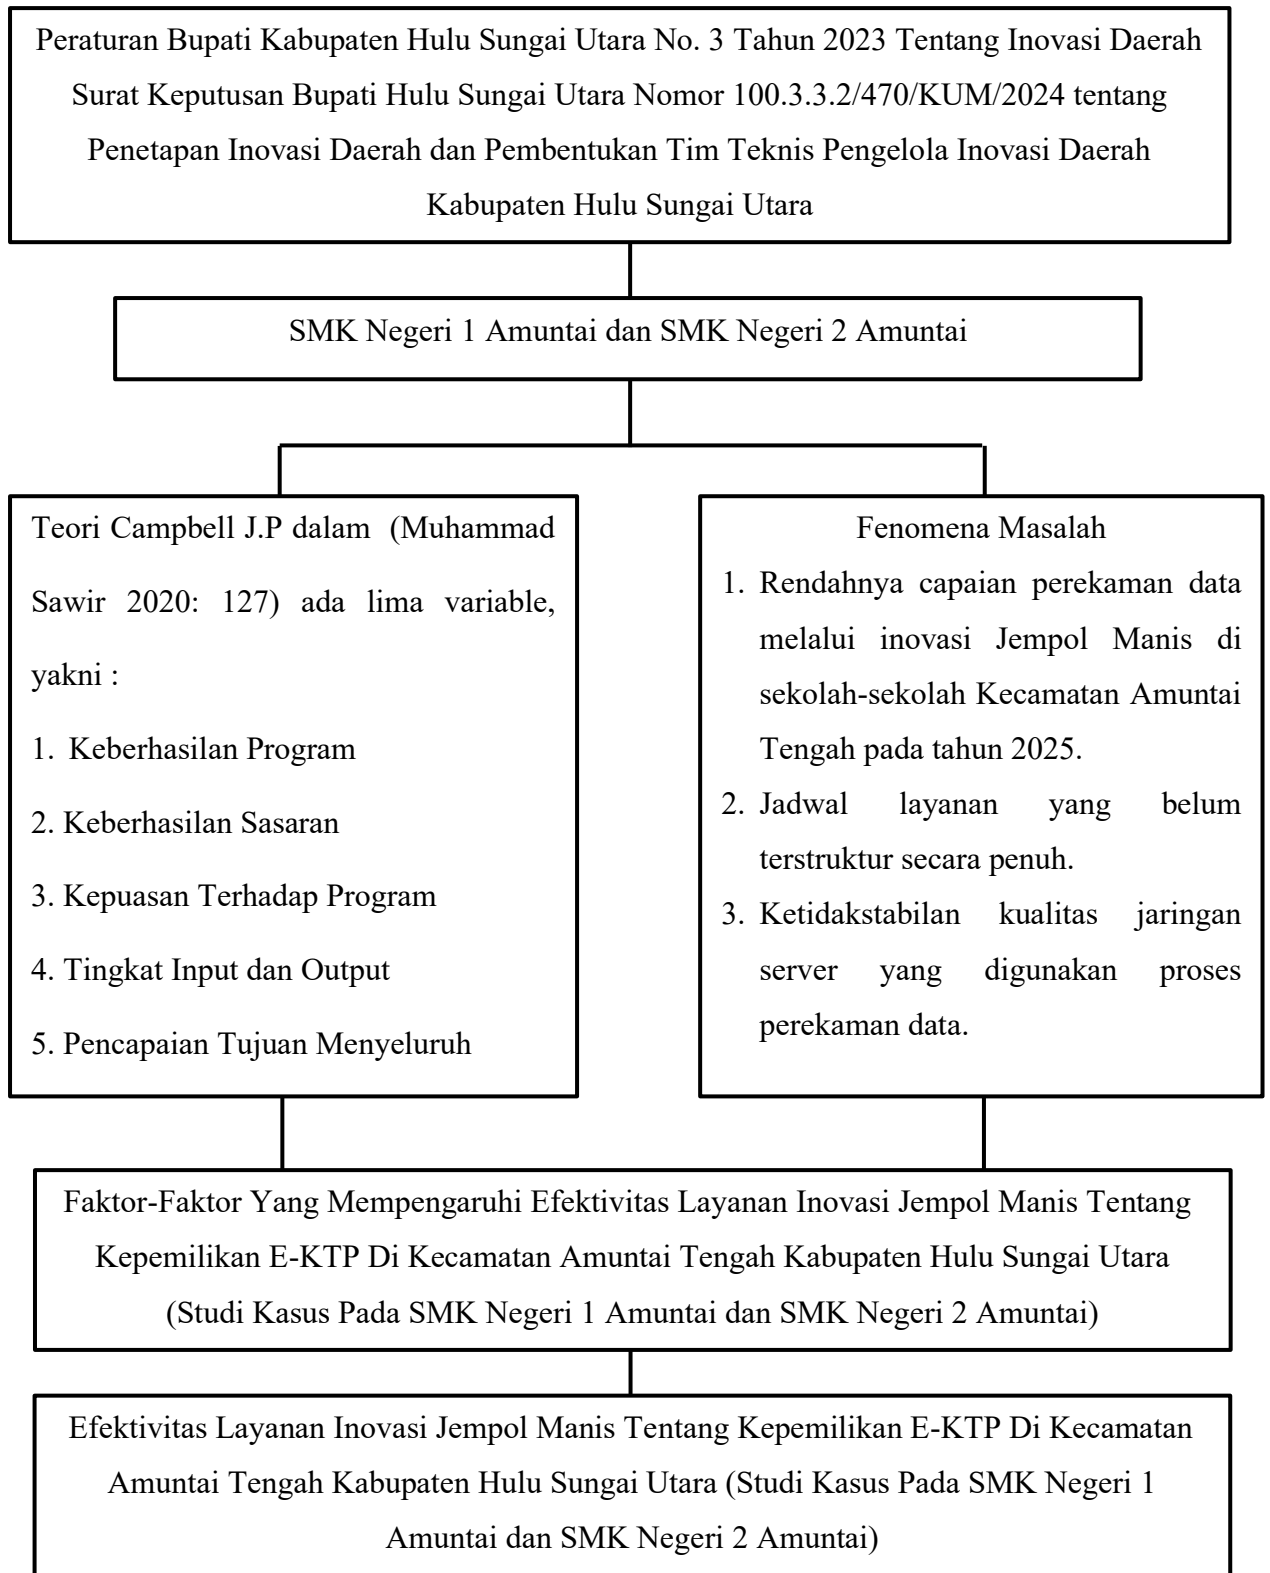 Peraturan Bupati Kabupaten Hulu Sungai Utara No. 3 Tahun 2023 Tentang Inovasi Daerah
Surat Keputusan Bupati Hulu Sungai Utara Nomor 100.3.3.2/470/KUM/2024 tentang
Penetapan Inovasi Daerah dan Pembentukan Tim Teknis Pengelola Inovasi Daerah
Kabupaten Hulu Sungai Utara
SMK Negeri 1 Amuntai dan SMK Negeri 2 Amuntai
Teori Campbell J.P dalam (Muhammad
Sawir 2020: 127) ada lima variable,
yakni :
1. Keberhasilan Program
2. Keberhasilan Sasaran
3. Kepuasan Terhadap Program
4. Tingkat Input dan Output
5. Pencapaian Tujuan Menyeluruh
Fenomena Masalah
1. Rendahnya capaian perekaman data
melalui inovasi Jempol Manis di
sekolah-sekolah Kecamatan Amuntai
Tengah pada tahun 2025.
2. Jadwal layanan yang belum
terstruktur secara penuh.
3. Ketidakstabilan kualitas jaringan
server yang digunakan proses
perekaman data.
Faktor-Faktor Yang Mempengaruhi Efektivitas Layanan Inovasi Jempol Manis Tentang
Kepemilikan E-KTP Di Kecamatan Amuntai Tengah Kabupaten Hulu Sungai Utara
(Studi Kasus Pada SMK Negeri 1 Amuntai dan SMK Negeri 2 Amuntai)
Efektivitas Layanan Inovasi Jempol Manis Tentang Kepemilikan E-KTP Di Kecamatan
Amuntai Tengah Kabupaten Hulu Sungai Utara (Studi Kasus Pada SMK Negeri 1
Amuntai dan SMK Negeri 2 Amuntai)